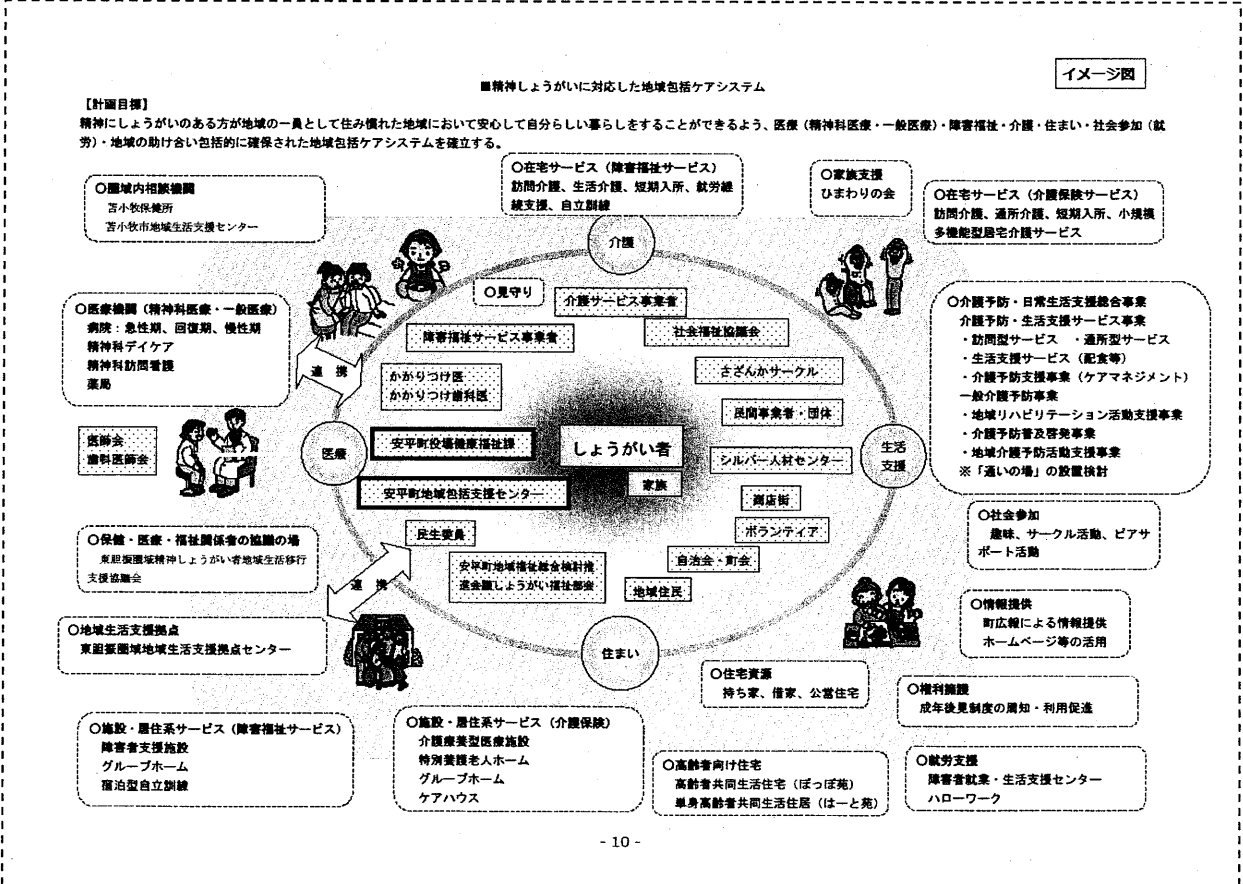 イメージ図
■精神しょうがいに対応した地域包括ケアシステム
【計画目標】
精神にしょうがいのある方が地域の一員として住み慣れた地域において安心して自分らしい暮らしをすることができるよう、医療（精神科医療・一般医療）・障害福祉・介護・住まい・社会参加（就
労）・地域の助け合い包括的に確保された地域包括ケアシステムを確立する。
○圏域内相談機関
苫小牧保健所
苫小牧市地域生活支援センター
○在宅サービス（障害福祉サービス）
訪問介護、生活介護、短期入所、就労継
続支援、自立訓練
○家族支援
ひまわりの会
○在宅サービス（介護保険サービス）
訪問介護、通所介護、短期入所、小規模
多機能型居宅介護サービス
介護
○見守り
介護サービス事業者
社会福祉協議会
障害福祉サービス事業者
○医療機関（精神科医療・一般医療）
病院：急性期、回復期、慢性期
精神科デイケア
精神科訪問看護
薬局
連 携
かかりつけ医
かかりつけ歯科医
さざんかサークル
民間事業者・団体
○介護予防・日常生活支援総合事業
介護予防・生活支援サービス事業
・訪問型サービス ・通所型サービス
・生活支援サービス（配食等）
・介護予防支援事業（ケアマネジメント）
一般介護予防事業
・地域リハビリテーション活動支援事業
・介護予防普及啓発事業
・地域介護予防活動支援事業
※「通いの場」の設置検討
医師会
歯科医師会
医療
安平町役場健康福祉課
しょうがい者
家族
シルバー人材センター
生活
支援
安平町地域包括支援センター
商店街
民生委員
ボランティア
自治会・町会
安平町地域福祉総合検討推
進会議しょうがい福祉部会
地域住民
○社会参加
趣味、サークル活動、ピアサ
ポート活動
○保健・医療・福祉関係者の協議の場
東胆振圏域精神しょうがい者地域生活移行
支援協議会
連 携
○地域生活支援拠点
東胆振圏域地域生活支援拠点センター
住まい
○情報提供
町広報による情報提供
ホームページ等の活用
○住宅資源
持ち家、借家、公営住宅
○権利擁護
成年後見制度の周知・利用促進
○施設・居住系サービス（障害福祉サービス）
障害者支援施設
グループホーム
宿泊型自立訓練
○施設・居住系サービス（介護保険）
介護療養型医療施設
特別養護老人ホーム
グループホーム
ケアハウス
○高齢者向け住宅
高齢者共同生活住宅（ぽっぽ苑）
単身高齢者共同生活住居（はーと苑）
○就労支援
障害者就業・生活支援センター
ハローワーク
- 10 -